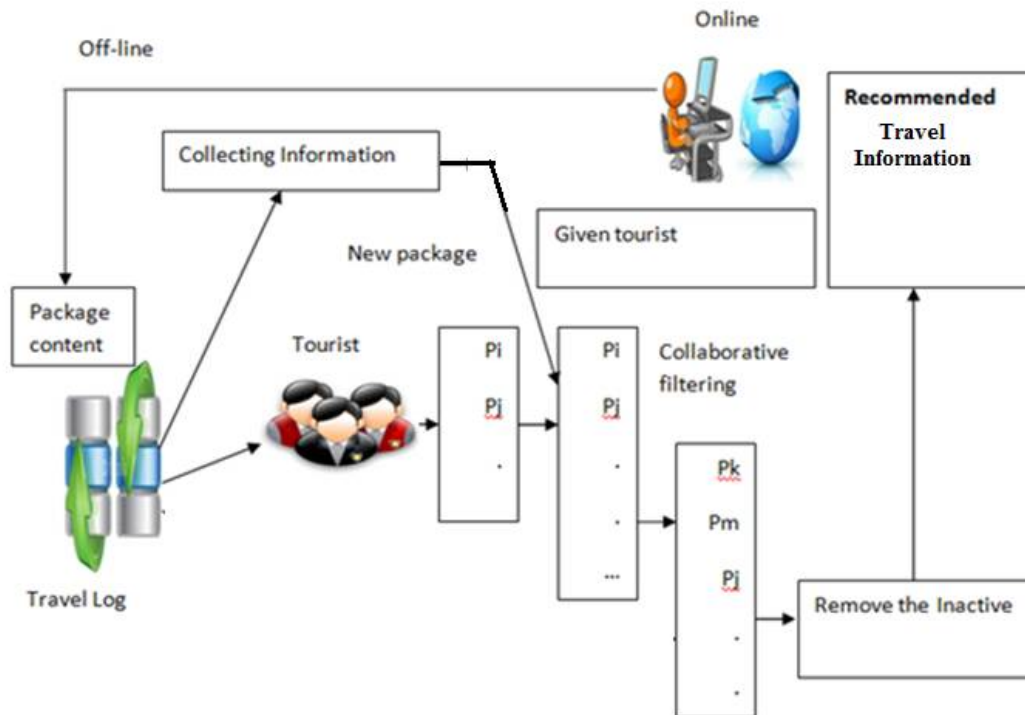 Online
Off-line
Recommended
Travel
Information
Collecting Information
Given tourist
New package
Package
content
Tourist
Pi
Pj
.
Pi
Pj
.
.
...
Collaborative
filtering
Pk
Pm
Pj
.
.
Travel Log
Remove the Inactive